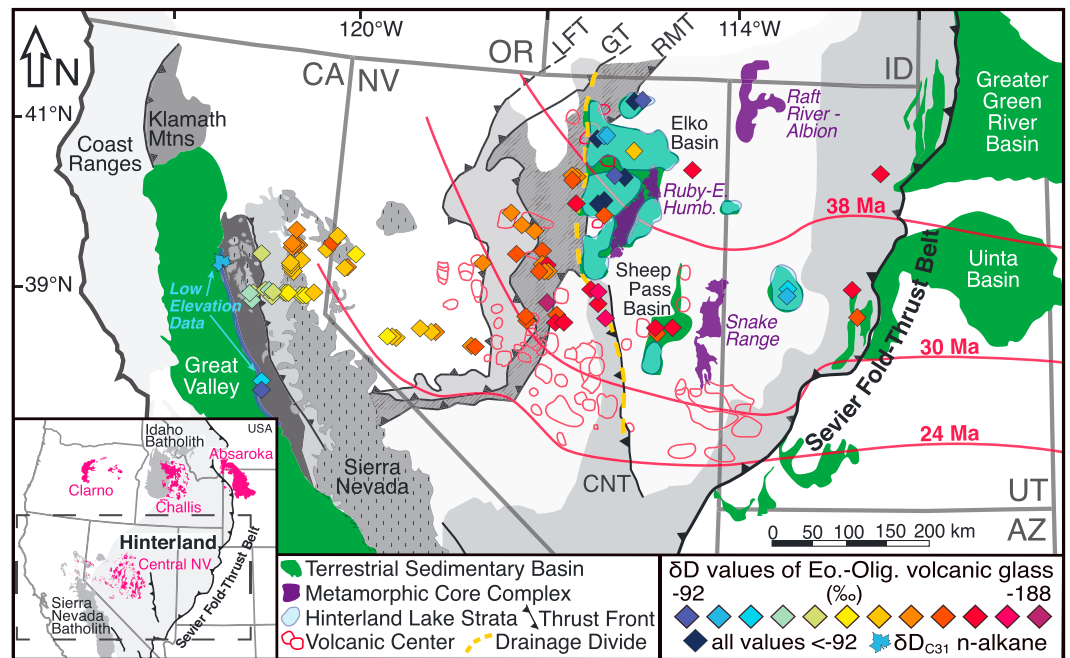 120°W
114°W
OR
LFT
GT
RMT
CA
NV
ID
N
41°N
39°N
Klamath
Mtns
Coast
Ranges
Elko
Basin
Raft
River -
Albion
Greater
Green
River
Basin
Ruby-E.
Humb.
38 Ma
Uinta
Basin
Sheep
Pass
Basin
Snake
Range
Low
Elevation
Data
Great
Valley
30 Ma
Sevier Fold-Thrust Belt
24 Ma
Sierra
Nevada
CNT
UT
AZ
0 50 100 150 200 km
Idaho
Batholith
USA
Absaroka
Clarno
Challis
Hinterland
Central NV
Sierra
Nevada
Batholith
Sevier Fold-Thrust Belt
Terrestrial Sedimentary Basin
Metamorphic Core Complex
Hinterland Lake Strata
Thrust Front
Volcanic Center
Drainage Divide
δD values of Eo.-Olig. volcanic glass
-92 (‰) -188
all values <-92
δD C31 n-alkane